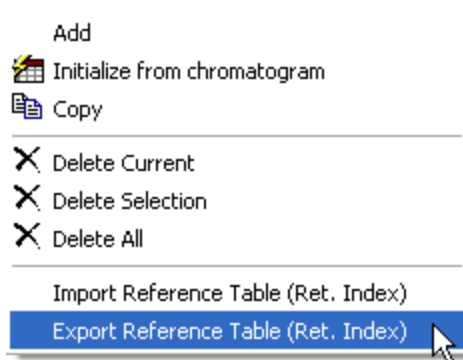 Add
Initialize from chromatogram
Copy
Delete Current
Delete Selection
Delete All
Import Reference Table (Ret. Index)
Export Reference Table (Ret. Index)